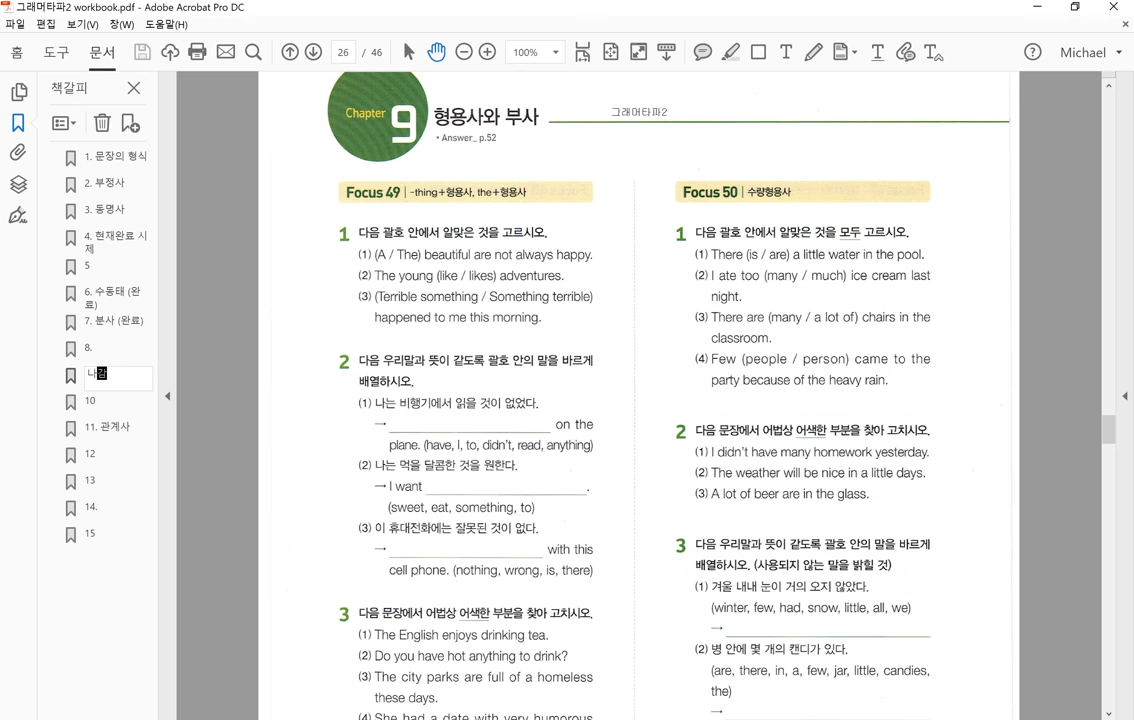 그래머타파2 workbook.pdf - Adobe Acrobat Pro DC
파일 편집 보기(V) 창(W) 도움말(H)
홈 도구 문서 26 / 46 100% Michael
책갈피
1. 문장의 형식
2. 부정사
3. 동명사
4. 현재완료 시
제
5
6. 수동태 (완
료)
7. 분사 (완료)
8.
나감
10
11. 관계사
12
13
14.
15
Chapter 9 형용사와 부사 그래머타파2
• Answer_ p.52
Focus 49 | -thing+형용사, the+형용사
1 다음 괄호 안에서 알맞은 것을 고르시오.
(1) (A / The) beautiful are not always happy.
(2) The young (like / likes) adventures.
(3) (Terrible something / Something terrible)
happened to me this morning.
2 다음 우리말과 뜻이 같도록 괄호 안의 말을 바르게
배열하시오.
(1) 나는 비행기에서 읽을 것이 없었다.
→ ____________________ on the
plane. (have, I, to, didn't, read, anything)
(2) 나는 먹을 달콤한 것을 원한다.
→ I want ____________________.
(sweet, eat, something, to)
(3) 이 휴대전화에는 잘못된 것이 없다.
→ ____________________ with this
cell phone. (nothing, wrong, is, there)
3 다음 문장에서 어법상 어색한 부분을 찾아 고치시오.
(1) The English enjoys drinking tea.
(2) Do you have hot anything to drink?
(3) The city parks are full of a homeless
these days.
(4) She had a date with very humorous
Focus 50 | 수량형용사
1 다음 괄호 안에서 알맞은 것을 모두 고르시오.
(1) There (is / are) a little water in the pool.
(2) I ate too (many / much) ice cream last
night.
(3) There are (many / a lot of) chairs in the
classroom.
(4) Few (people / person) came to the
party because of the heavy rain.
2 다음 문장에서 어법상 어색한 부분을 찾아 고치시오.
(1) I didn't have many homework yesterday.
(2) The weather will be nice in a little days.
(3) A lot of beer are in the glass.
3 다음 우리말과 뜻이 같도록 괄호 안의 말을 바르게
배열하시오. (사용되지 않는 말을 밝힐 것)
(1) 겨울 내내 눈이 거의 오지 않았다.
(winter, few, had, snow, little, all, we)
→ ____________________
(2) 병 안에 몇 개의 캔디가 있다.
(are, there, in, a, few, jar, little, candies,
the)
→ ____________________